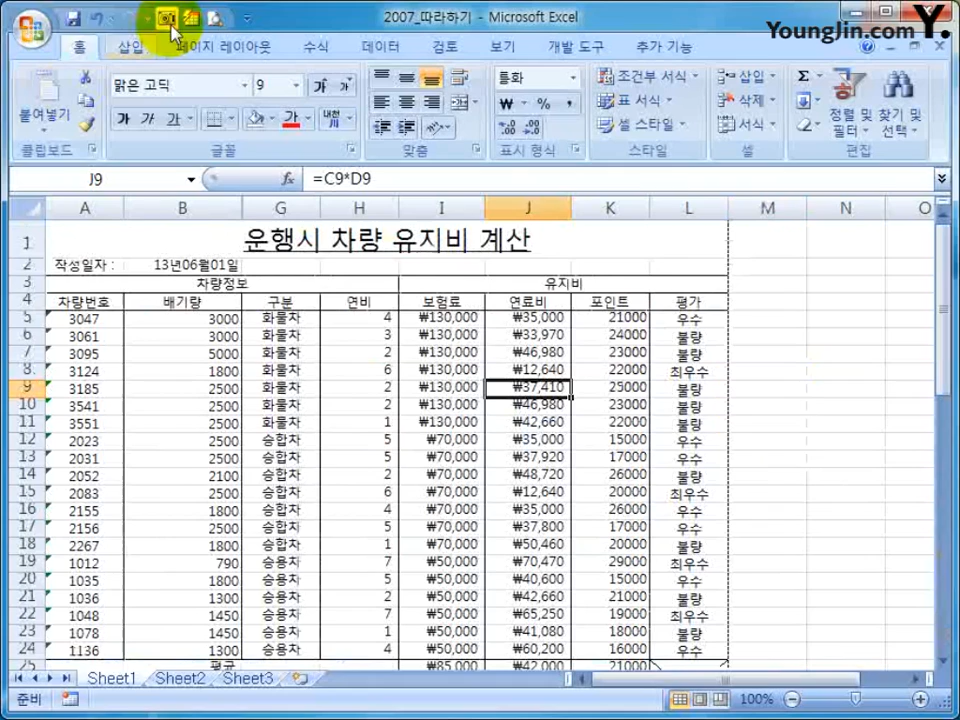 2007_따라하기 - Microsoft Excel
YoungJin.com Y.
홈 삽입 페이지 레이아웃 수식 데이터 검토 보기 개발 도구 추가 기능
붙여넣기
맑은 고딕 9 가 가
가 가 가 가 내천
통화
₩ % ,
조건부 서식
표 서식
셀 스타일
삽입
삭제
서식
Σ
정렬 및 필터
찾기 및 선택
클립보드 글꼴 맞춤 표시 형식 스타일 셀 편집
J9 fx =C9*D9
A B G H I J K L M N O
1 운행시 차량 유지비 계산
2 작성일자 : 13년06월01일
3 차량정보 유지비
4 차량번호 배기량 구분 연비 보험료 연료비 포인트 평가
5 3047 3000 화물차 4 ₩130,000 ₩35,000 21000 우수
6 3061 3000 화물차 3 ₩130,000 ₩33,970 24000 불량
7 3095 5000 화물차 2 ₩130,000 ₩46,980 23000 불량
8 3124 1800 화물차 6 ₩130,000 ₩12,640 22000 최우수
9 3185 2500 화물차 2 ₩130,000 ₩37,410 25000 불량
10 3541 2500 화물차 2 ₩130,000 ₩46,980 23000 불량
11 3551 2500 화물차 1 ₩130,000 ₩42,660 22000 불량
12 2023 2500 승합차 5 ₩70,000 ₩35,000 15000 우수
13 2031 2500 승합차 5 ₩70,000 ₩37,920 17000 우수
14 2052 2100 승합차 2 ₩70,000 ₩48,720 26000 불량
15 2083 2500 승합차 6 ₩70,000 ₩12,640 20000 최우수
16 2155 1800 승합차 4 ₩70,000 ₩35,000 26000 우수
17 2156 2500 승합차 5 ₩70,000 ₩37,800 17000 우수
18 2267 1800 승합차 1 ₩70,000 ₩50,460 20000 불량
19 1012 790 승용차 7 ₩50,000 ₩70,470 29000 최우수
20 1035 1800 승용차 5 ₩50,000 ₩40,600 15000 우수
21 1036 1300 승용차 2 ₩50,000 ₩42,660 21000 불량
22 1048 1450 승용차 7 ₩50,000 ₩65,250 19000 최우수
23 1078 1450 승용차 1 ₩50,000 ₩41,080 18000 불량
24 1136 1300 승용차 4 ₩50,000 ₩60,200 16000 우수
25 평균 ₩85,000 ₩42,000 21000
Sheet1 Sheet2 Sheet3
준비 100%